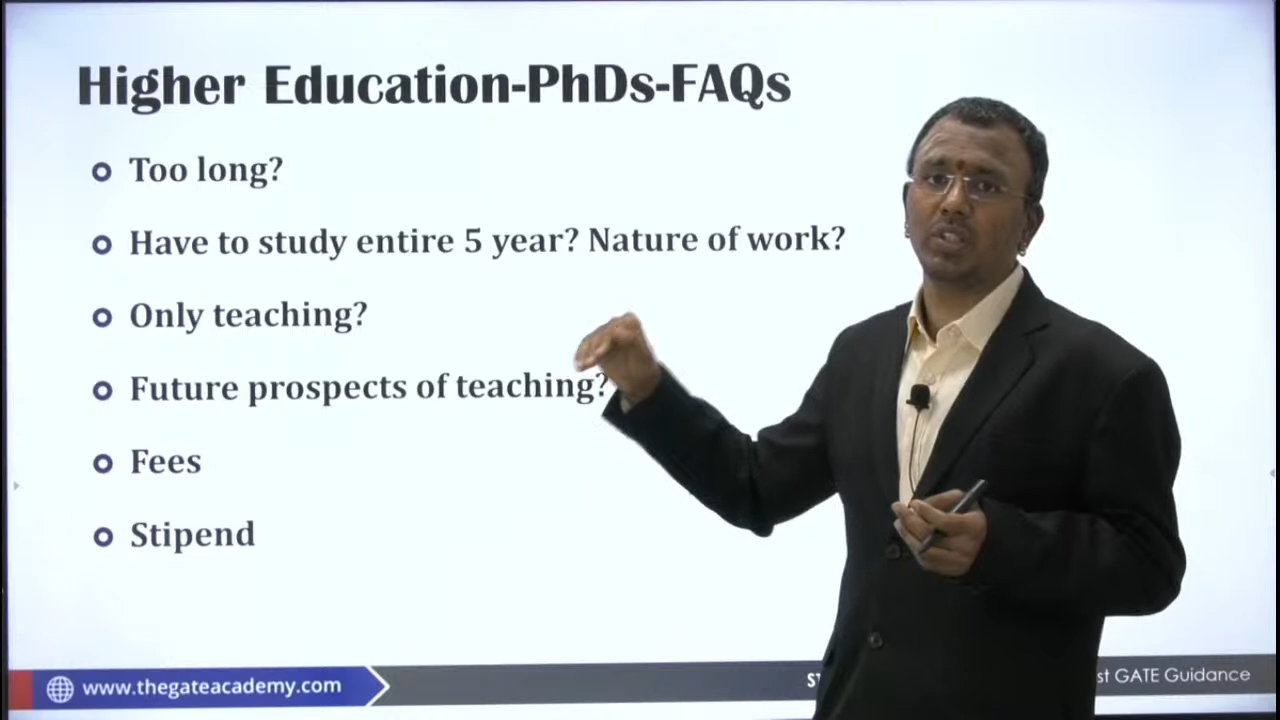 Higher Education-PhDs-FAQs
Too long?
Have to study entire 5 year? Nature of work?
Only teaching?
Future prospects of teaching?
Fees
Stipend
www.thegateacademy.com
GATE Guidance